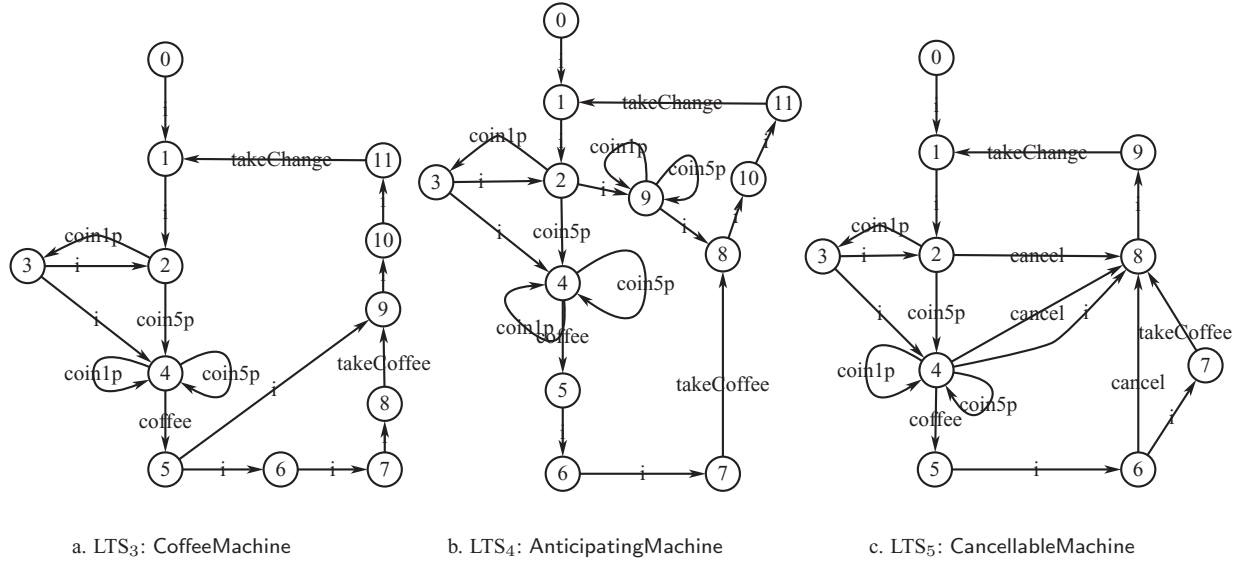 0
i
1
takeChange
11
i
i
coin1p
10
3
i
2
i
i
coin5p
9
coin1p
4
coin5p
i
takeCoffee
coffee
8
i
5
i
6
i
7
a. LTS3: CoffeeMachine
0
i
1
takeChange
11
coin1p
i
coin1p
coin5p
i
3
i
2
i
9
10
i
coin5p
i
i
8
4
coin5p
coin1p
coffee
takeCoffee
5
i
6
i
7
b. LTS4: AnticipatingMachine
0
i
1
takeChange
9
i
coin1p
i
3
i
2
cancel
8
i
coin5p
cancel
i
takeCoffee
coin1p
4
7
coin5p
cancel
coffee
i
5
i
6
c. LTS5: CancellableMachine